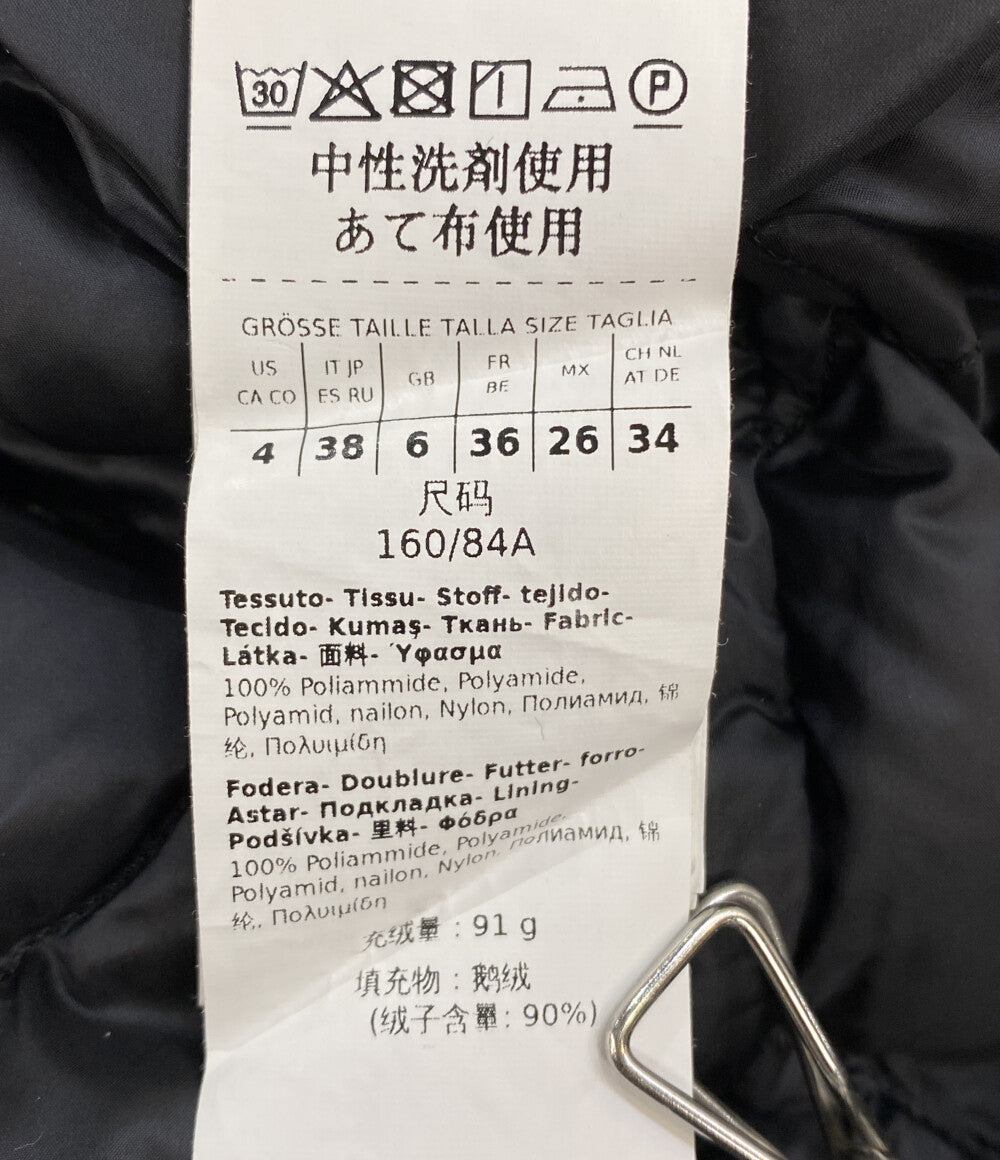 30 P
中性洗剤使用
あて布使用
GRÖSSE TAILLE TALLA SIZE TAGLIA
US CA CO | IT JP ES RU | GB | FR BE | MX | CH NL AT DE
4 | 38 | 6 | 36 | 26 | 34
尺码
160/84A
Tessuto- Tissu- Stoff- tejido-
Tecido- Kumaş- Ткань- Fabric-
Látka- 面料- Ύφασμα
100% Poliammide, Polyamide,
Polyamid, nailon, Nylon, Полиамид, 锦
纶, Πολυιμίδη
Fodera- Doublure- Futter- forro-
Astar- Подкладка- Lining-
Podšívka- 里料- Φόδρα
100% Poliammide, Polyamide,
Polyamid, nailon, Nylon, Полиамид, 锦
纶,, Πολυιμίδη
充绒量 : 91 g
填充物 : 鹅绒
(绒子含量: 90%)